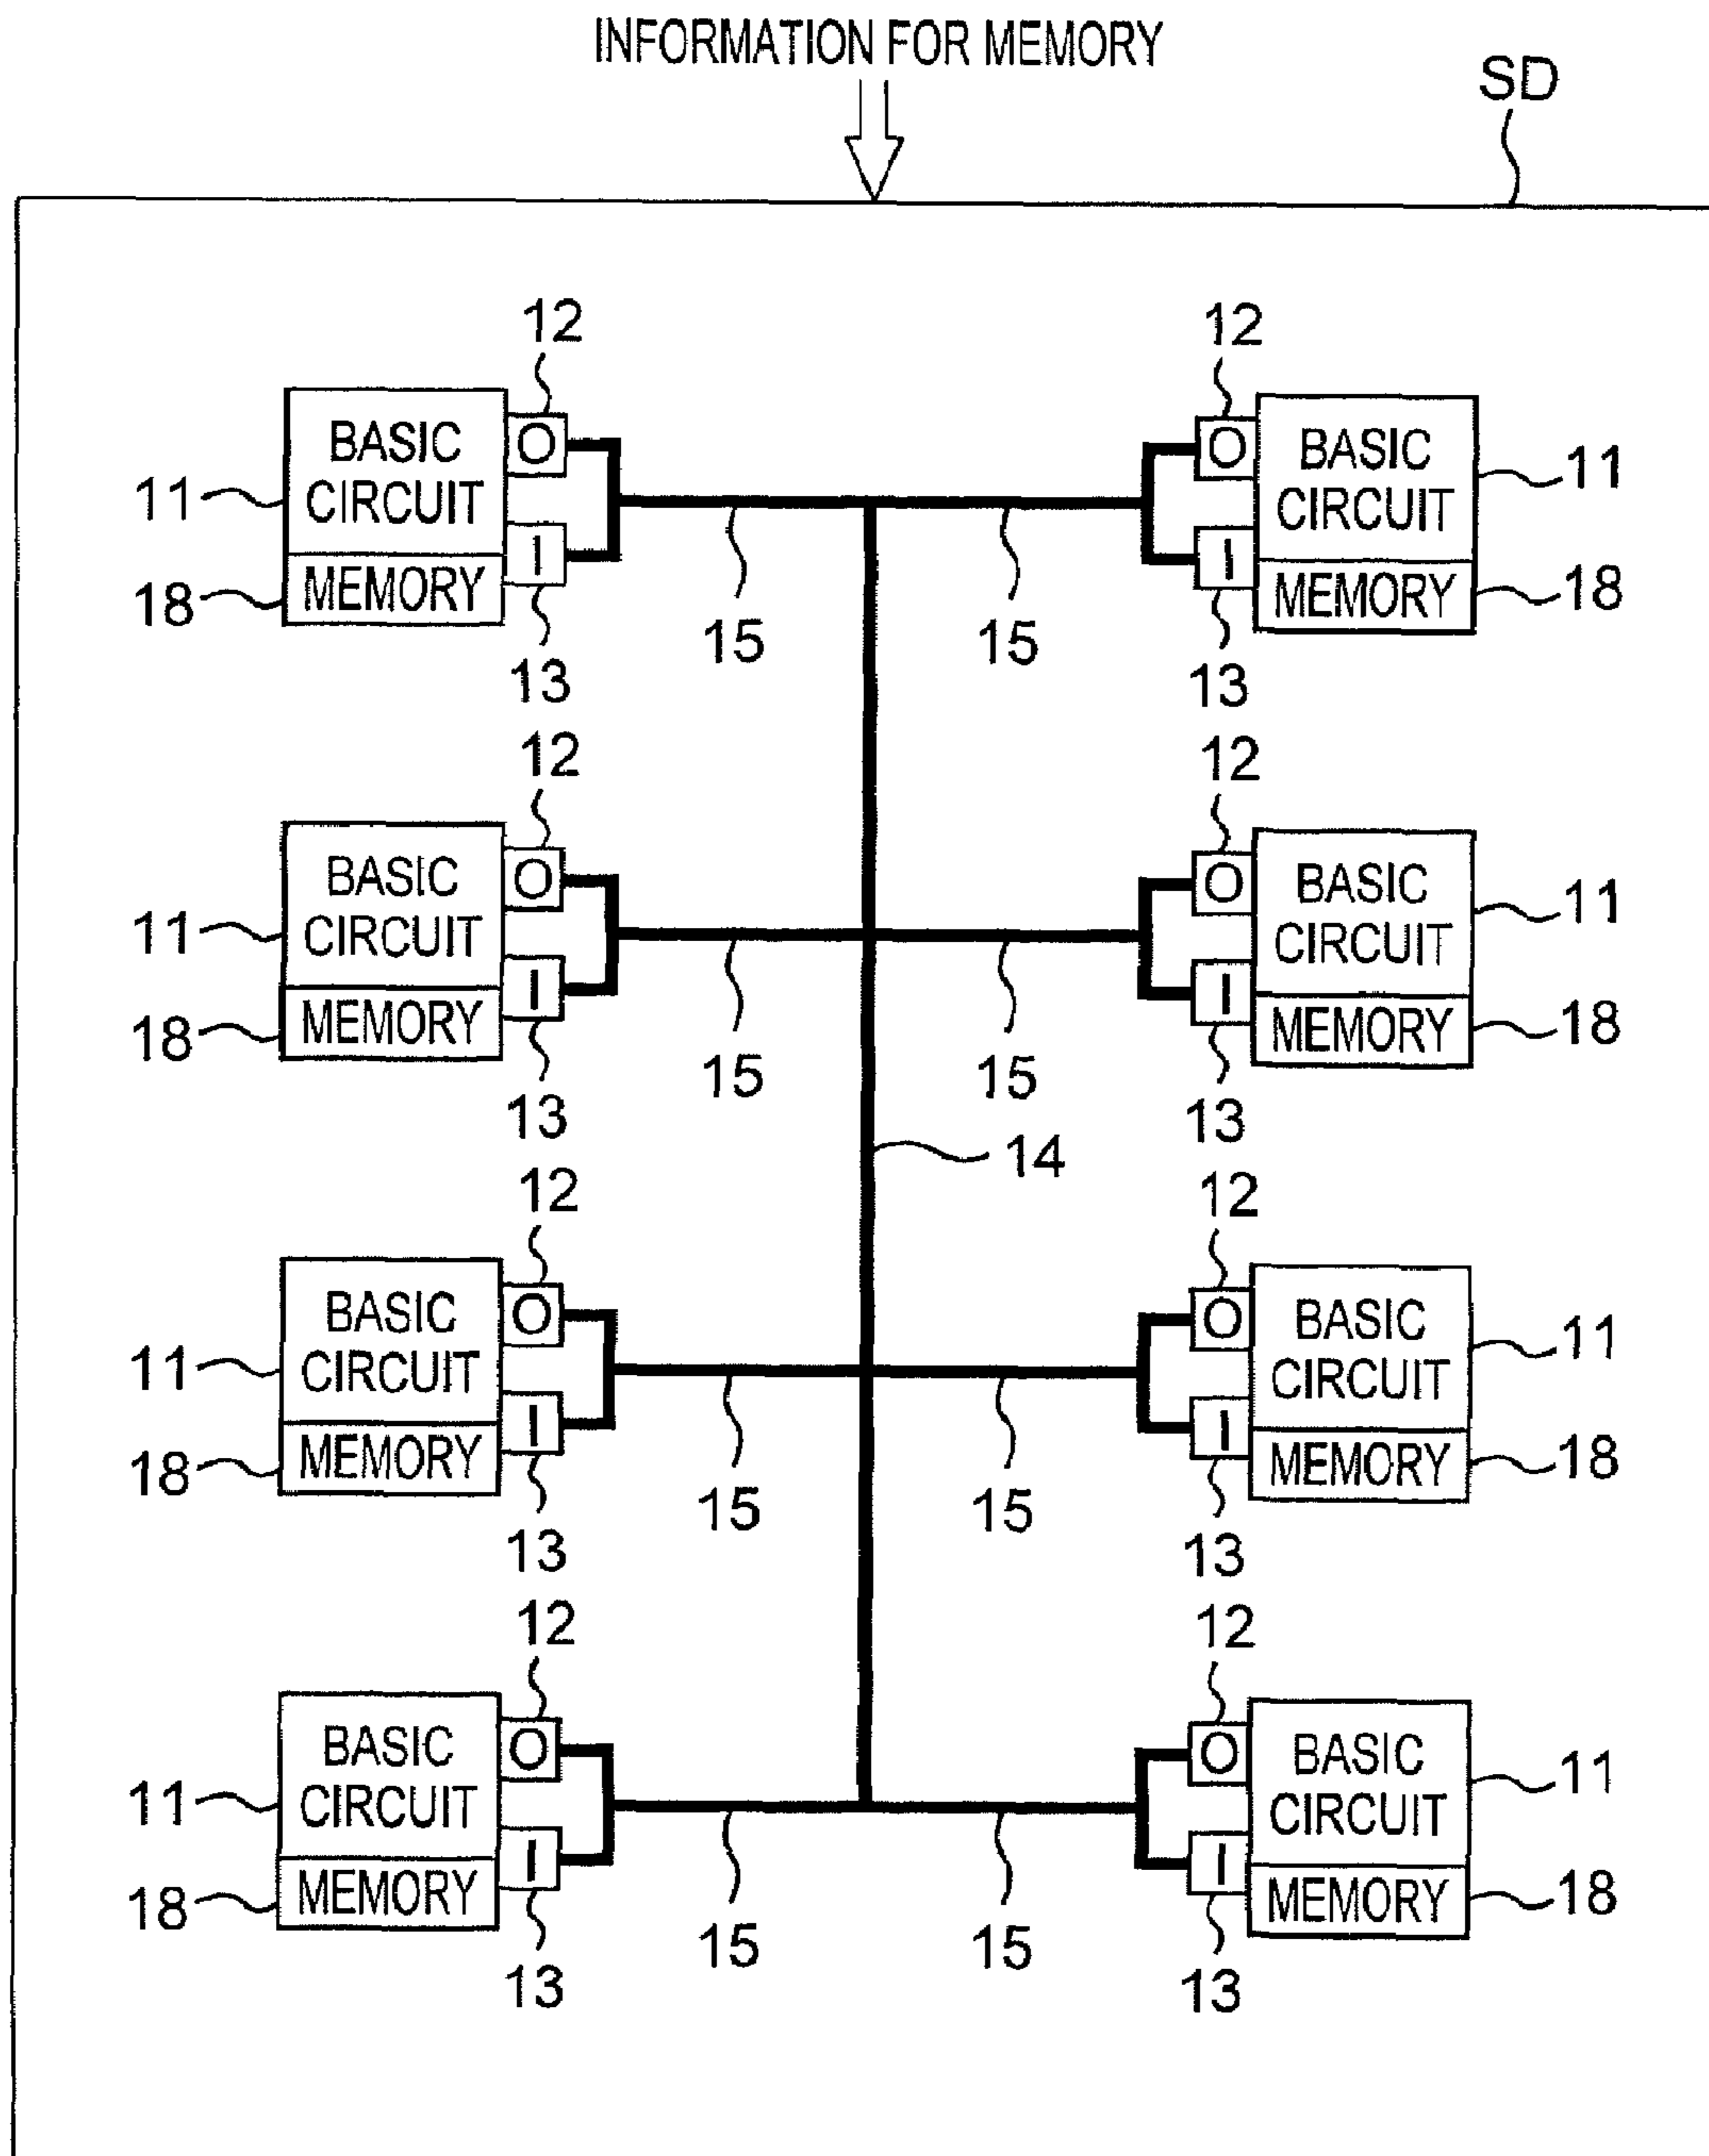 INFORMATION FOR MEMORY
SD
12
12
BASIC
CIRCUIT
O
O
BASIC
CIRCUIT
11
11
I
I
MEMORY
MEMORY
18
18
15
15
13
13
12
12
BASIC
CIRCUIT
O
O
BASIC
CIRCUIT
11
11
I
I
MEMORY
MEMORY
18
18
15
15
13
13
14
12
12
BASIC
CIRCUIT
O
O
BASIC
CIRCUIT
11
11
I
I
MEMORY
MEMORY
18
18
15
15
13
13
12
12
BASIC
CIRCUIT
O
O
BASIC
CIRCUIT
11
11
I
I
MEMORY
MEMORY
18
18
15
15
13
13